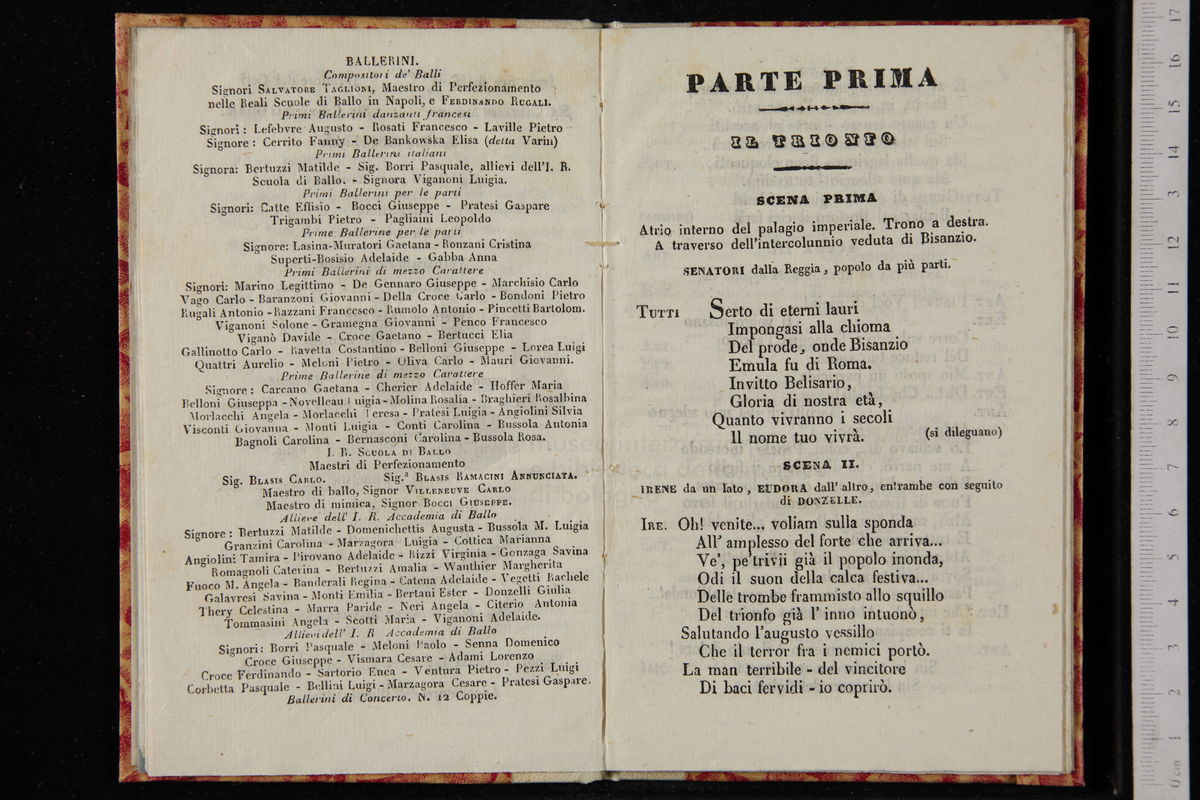 BALLERINI.
Compositori de' Balli
Signori SALVATORE TAGLIONI, Maestro di Perfezionamento
nelle Reali Scuole di Ballo in Napoli, e FERDINANDO RUGALI.
Primi Ballerini danzanti francesi
Signori: Lefebvre Augusto - Rosati Francesco - Laville Pietro
Signore: Cerrito Fanny - De Bankowska Elisa (detta Varin)
Primi Ballerini italiani
Signora: Bertuzzi Matilde - Sig. Borri Pasquale, allievi dell'I. R.
Scuola di Ballo. - Signora Viganoni Luigia.
Primi Ballerini per le parti
Signori: Catte Effisio - Bocci Giuseppe - Pratesi Gaspare
Trigambi Pietro - Pagliaini Leopoldo
Prime Ballerine per le parti
Signore: Lasina-Muratori Gaetana - Ronzani Cristina
Superti-Bosisio Adelaide - Gabba Anna
Primi Ballerini di mezzo Carattere
Signori: Marino Legittimo - De Gennaro Giuseppe - Marchisio Carlo
Vago Carlo - Baranzoni Giovanni - Della Croce Carlo - Bondoni Pietro
Rugali Antonio - Razzani Francesco - Rumolo Antonio - Pincetti Bartolom.
Viganoni Solone - Gramegna Giovanni - Penco Francesco
Viganò Davide - Croce Gaetano - Bertucci Elia
Gallinotto Carlo - Ravetta Costantino - Belloni Giuseppe - Lorea Luigi
Quattri Aurelio - Meloni Pietro - Oliva Carlo - Mauri Giovanni.
Prime Ballerine di mezzo Carattere
Signore: Carcano Gaetana - Cherier Adelaide - Hoffer Maria
Belloni Giuseppa - Novelleau Luigia - Molina Rosalia - Braghieri Rosalbina
Morlacchi Angela - Morlacchi Teresa - Pratesi Luigia - Angiolini Silvia
Visconti Giovanna - Monti Luigia - Conti Carolina - Bussola Antonia
Bagnoli Carolina - Bernasconi Carolina - Bussola Rosa.
I. R. SCUOLA DI BALLO
Maestri di Perfezionamento
Sig. BLASIS CARLO. Sig.ª BLASIS RAMACINI ANNUNCIATA.
Maestro di ballo, Signor VILLENEUVE CARLO
Maestro di mimica, Signor BOCCI GIUSEPPE.
Allieve dell' I. R. Accademia di Ballo
Signore: Bertuzzi Matilde - Domenichettis Augusta - Bussola M. Luigia
Granzini Carolina - Marzagora Luigia - Cottica Marianna
Angiolini Tamira - Pirovano Adelaide - Rizzi Virginia - Gonzaga Savina
Romagnoli Caterina - Bertuzzi Amalia - Wauthier Margherita
Fuoco M. Angela - Banderali Regina - Catena Adelaide - Vegetti Rachele
Galavresi Savina - Monti Emilia - Bertani Ester - Donzelli Giulia
Thery Celestina - Marra Paride - Neri Angela - Citerio Antonia
Tommasini Angela - Scotti Maria - Viganoni Adelaide.
Allievi dell' I. R Accademia di Ballo
Signori: Borri Pasquale - Meloni Paolo - Senna Domenico
Croce Giuseppe - Vismara Cesare - Adami Lorenzo
Croce Ferdinando - Sartorio Enea - Ventura Pietro - Pezzi Luigi
Corbetta Pasquale - Bellini Luigi - Marzagora Cesare - Pratesi Gaspare.
Ballerini di Concerto. N. 12 Coppie.
PARTE PRIMA
IL TRIONFO
SCENA PRIMA
Atrio interno del palagio imperiale. Trono a destra.
A traverso dell'intercolunnio veduta di Bisanzio.
SENATORI dalla Reggia, popolo da più parti.
TUTTI Serto di eterni lauri
Impongasi alla chioma
Del prode, onde Bisanzio
Emula fu di Roma.
Invitto Belisario,
Gloria di nostra età,
Quanto vivranno i secoli
Il nome tuo vivrà. (si dileguano)
SCENA II.
IRENE da un lato, EUDORA dall' altro, entrambe con seguito
di DONZELLE.
IRE. Oh! venite... voliam sulla sponda
All' amplesso del forte che arriva...
Ve', pe'trivii già il popolo inonda,
Odi il suon della calca festiva...
Delle trombe frammisto allo squillo
Del trionfo già l' inno intuonò,
Salutando l'augusto vessillo
Che il terror fra i nemici portò.
La man terribile - del vincitore
Di baci fervidi - io coprirò.